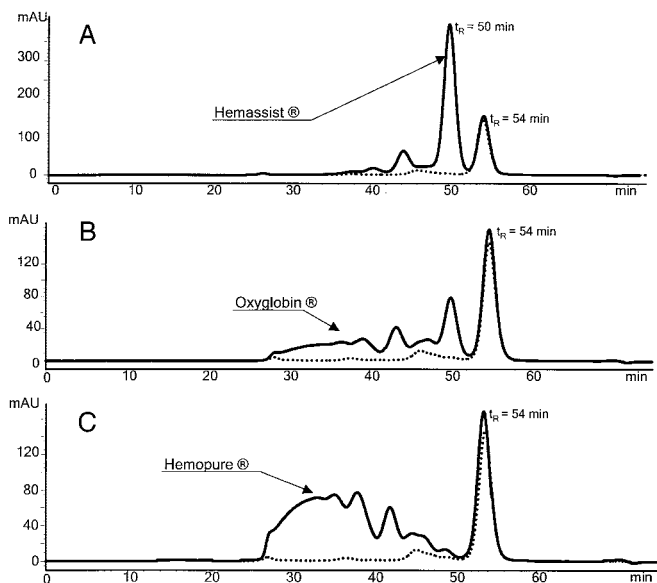 mAU
A
t_R = 50 min
300
Hemassist ®
200
t_R = 54 min
100
0
0 10 20 30 40 50 60 min
mAU
B
t_R = 54 min
120
80
Oxyglobin ®
40
0
0 10 20 30 40 50 60 min
mAU
C
t_R = 54 min
120
Hemopure ®
80
40
0
0 10 20 30 40 50 60 min